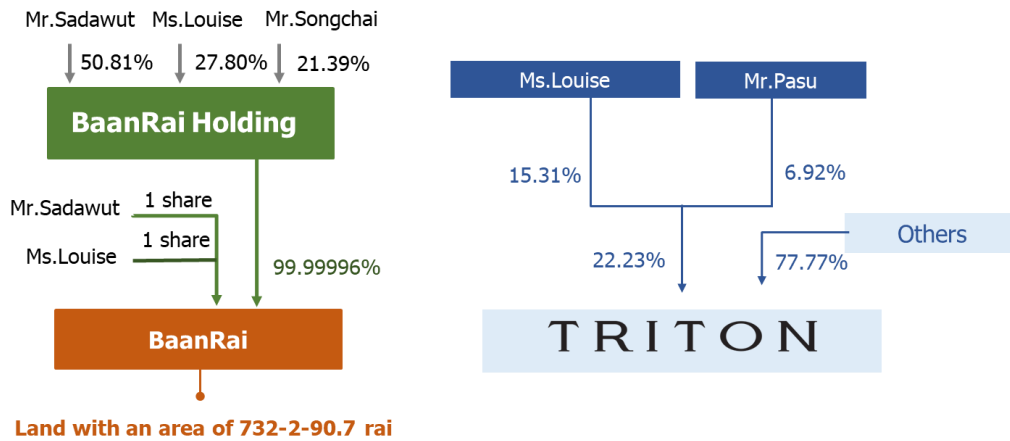 Mr.Sadawut Ms.Louise Mr.Songchai
50.81% 27.80% 21.39%
BaanRai Holding
Mr.Sadawut 1 share
Ms.Louise 1 share
99.99996%
BaanRai
Land with an area of 732-2-90.7 rai
Ms.Louise Mr.Pasu
15.31% 6.92%
Others
22.23% 77.77%
TRITON